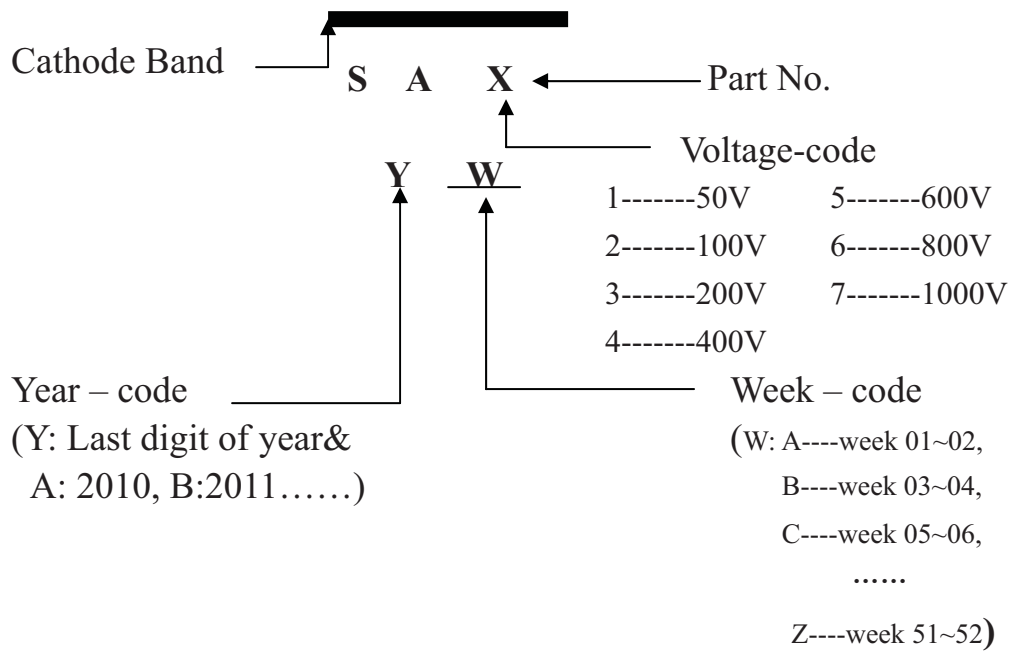 Cathode Band
S A X
Part No.
Y W
Voltage-code
1-------50V 5-------600V
2-------100V 6-------800V
3-------200V 7-------1000V
4-------400V
Year – code
(Y: Last digit of year&
A: 2010, B:2011……)
Week – code
(W: A----week 01~02,
B----week 03~04,
C----week 05~06,
……
Z----week 51~52)